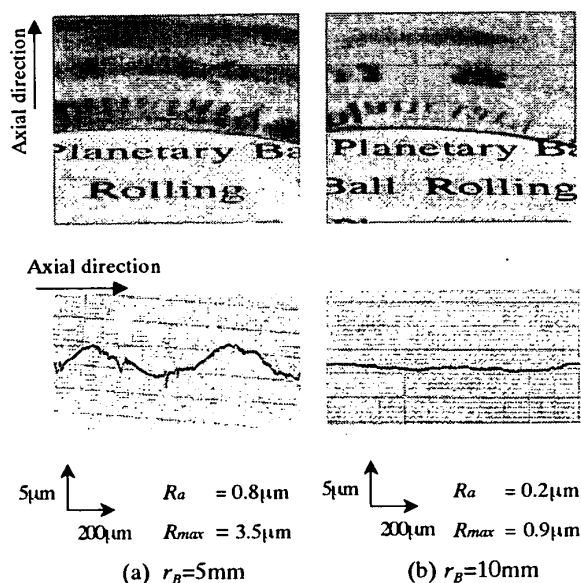 Axial direction
Planetary Ba
Rolling
Planetary Ba
Ball Rolling
Axial direction
5μm
200μm
Ra = 0.8μm
Rmax = 3.5μm
5μm
200μm
Ra = 0.2μm
Rmax = 0.9μm
(a) rB=5mm
(b) rB=10mm